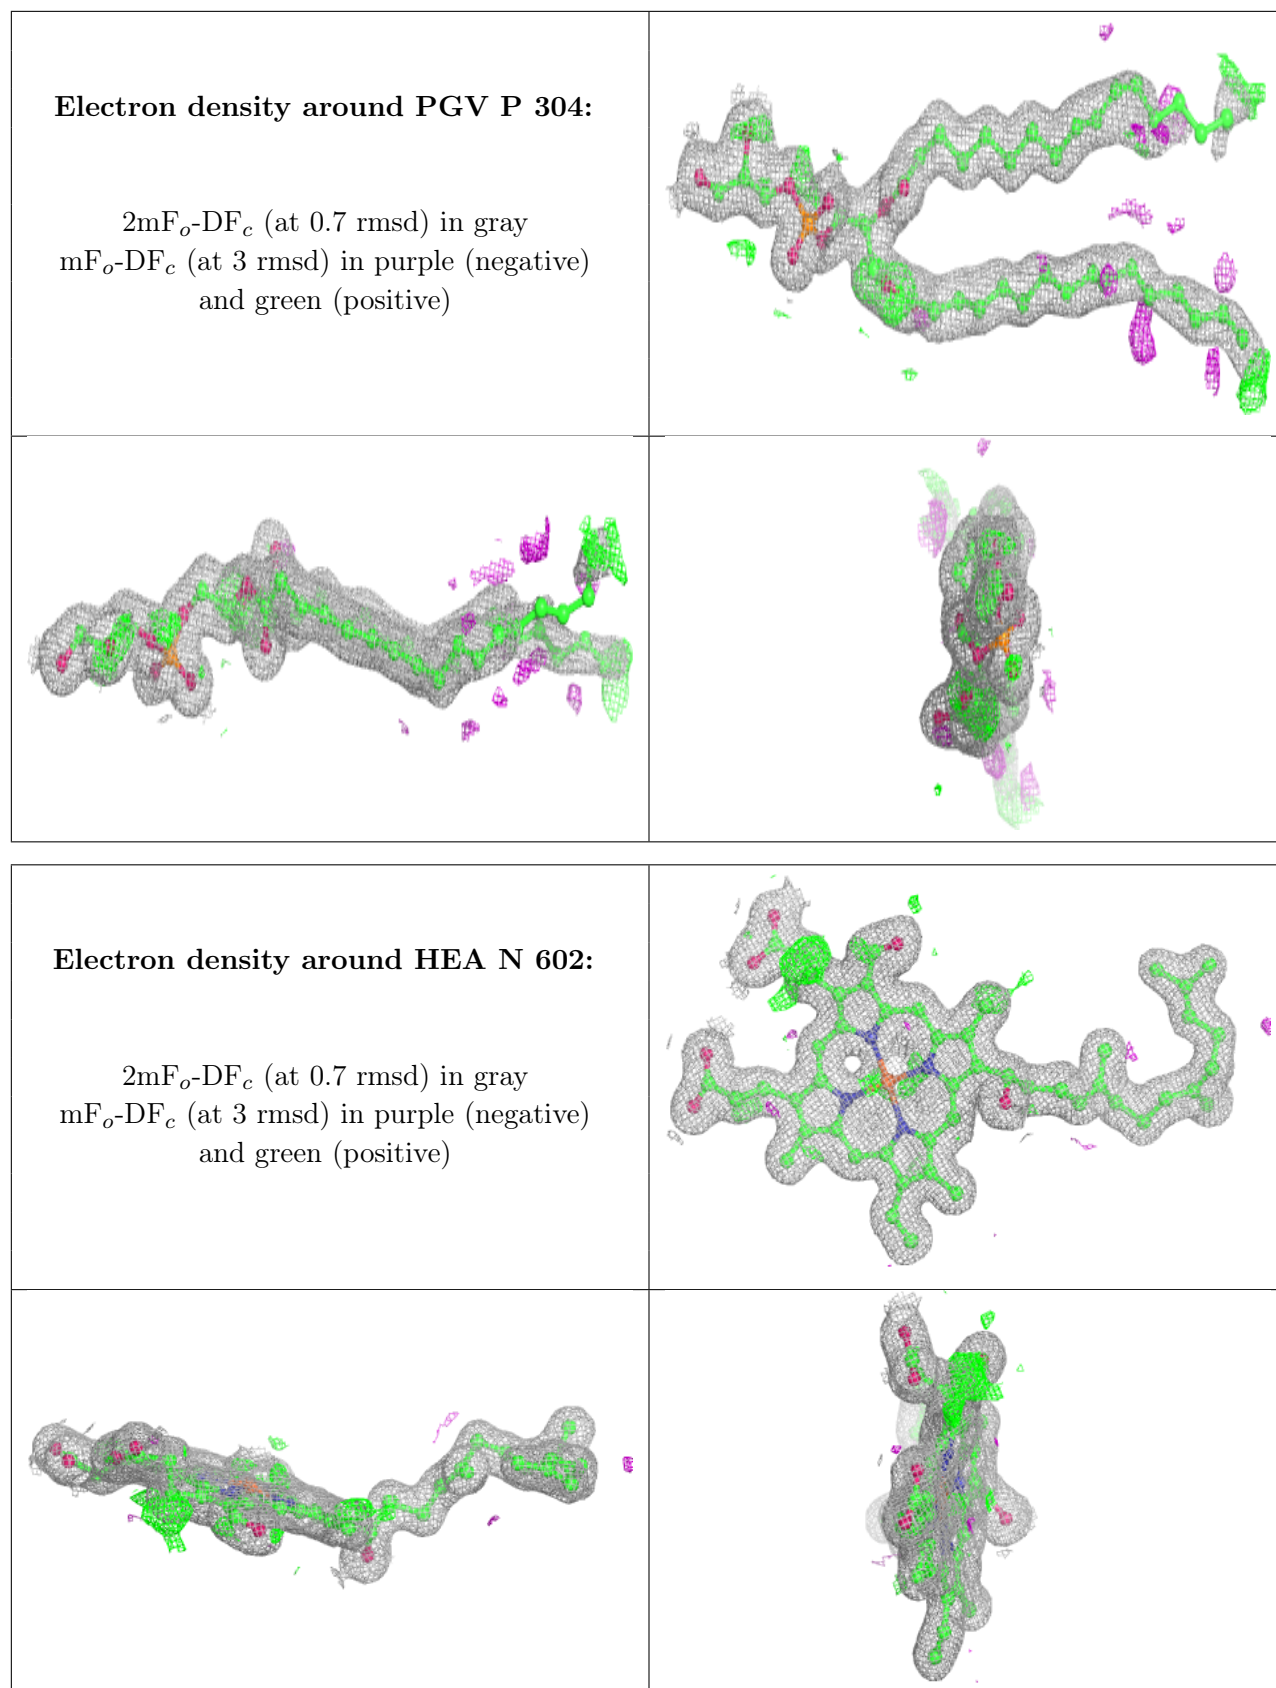 Electron density around PGV P 304:
2mFo-DFc (at 0.7 rmsd) in gray
mFo-DFc (at 3 rmsd) in purple (negative)
and green (positive)
Electron density around HEA N 602:
2mFo-DFc (at 0.7 rmsd) in gray
mFo-DFc (at 3 rmsd) in purple (negative)
and green (positive)